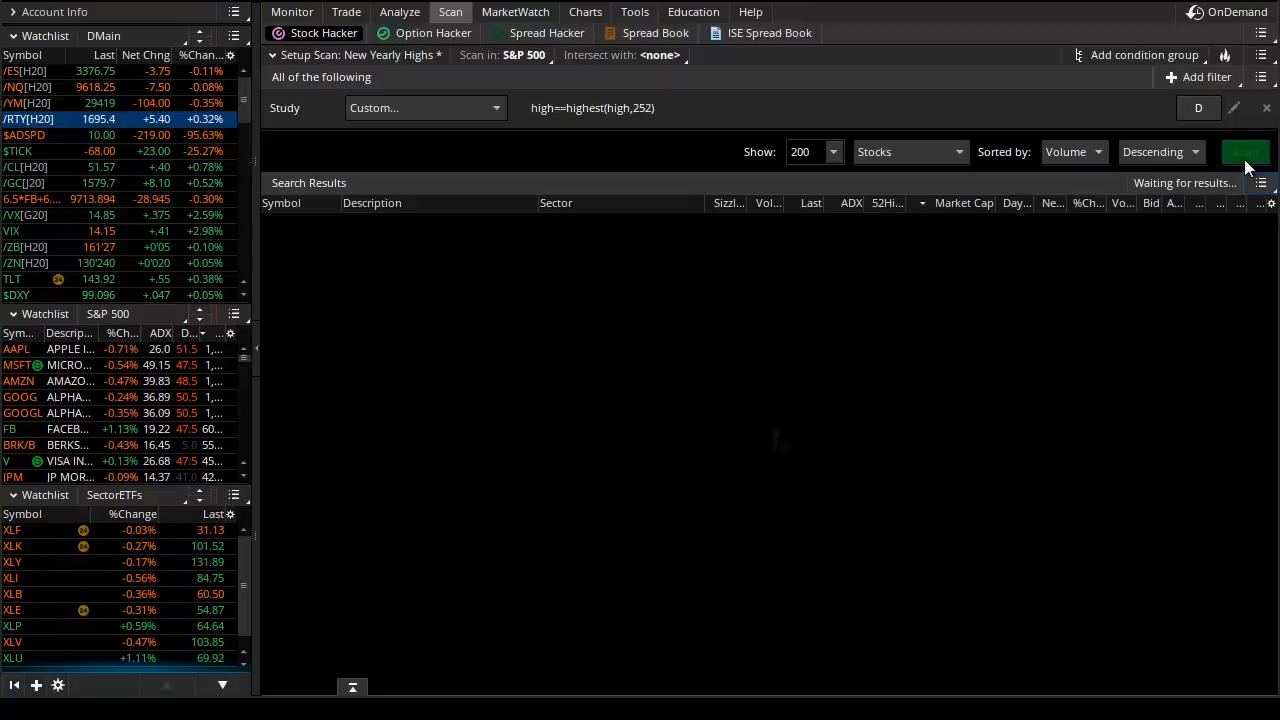 Account Info
Monitor Trade Analyze Scan MarketWatch Charts Tools Education Help OnDemand
Watchlist DMain
Stock Hacker Option Hacker Spread Hacker Spread Book ISE Spread Book
Symbol Last Net Chng %Chan...
Setup Scan: New Yearly Highs * Scan in: S&P 500 Intersect with: <none> Add condition group
/ES[H20] 3376.75 -3.75 -0.11%
All of the following Add filter
/NQ[H20] 9618.25 -7.50 -0.08%
/YM[H20] 29419 -104.00 -0.35%
Study Custom... high==highest(high,252) D
/RTY[H20] 1695.4 +5.40 +0.32%
$ADSPD 10.00 -219.00 -95.63%
$TICK -68.00 +23.00 -25.27%
Show: 200 Stocks Sorted by: Volume Descending
/CL[H20] 51.57 +.40 +0.78%
/GC[J20] 1579.7 +8.10 +0.52%
Search Results Waiting for results...
6.5*FB+6.... 9713.894 -28.945 -0.30%
Symbol Description Sector Sizzl... Vol... Last ADX 52Hi... Market Cap Day... Ne... %Ch... Vo... Bid A... ... ... ... ...
/VX[G20] 14.85 +.375 +2.59%
VIX 14.15 +.41 +2.98%
/ZB[H20] 161'27 +0'05 +0.10%
/ZN[H20] 130'240 +0'020 +0.05%
TLT 24 143.92 +.55 +0.38%
$DXY 99.096 +.047 +0.05%
Watchlist S&P 500
Sym... Descrip... %Ch... ADX D... ...
AAPL APPLE I... -0.71% 26.0 51.5 1,...
MSFT MICRO... -0.54% 49.15 47.5 1,...
AMZN AMAZO... -0.47% 39.83 48.5 1,...
GOOG ALPHA... -0.24% 36.89 50.5 1,...
GOOGL ALPHA... -0.35% 36.09 50.5 1,...
FB FACEB... +1.13% 19.22 47.5 60...
BRK/B BERKS... -0.43% 16.45 5.0 55...
V VISA IN... +0.13% 26.68 47.5 45...
JPM JP MOR... -0.09% 14.37 41.0 42...
Watchlist SectorETFs
Symbol %Change Last
XLF 24 -0.03% 31.13
XLK 24 -0.27% 101.52
XLY -0.17% 131.89
XLI -0.56% 84.75
XLB -0.36% 60.50
XLE 24 -0.31% 54.87
XLP +0.59% 64.64
XLV -0.47% 103.85
XLU +1.11% 69.92